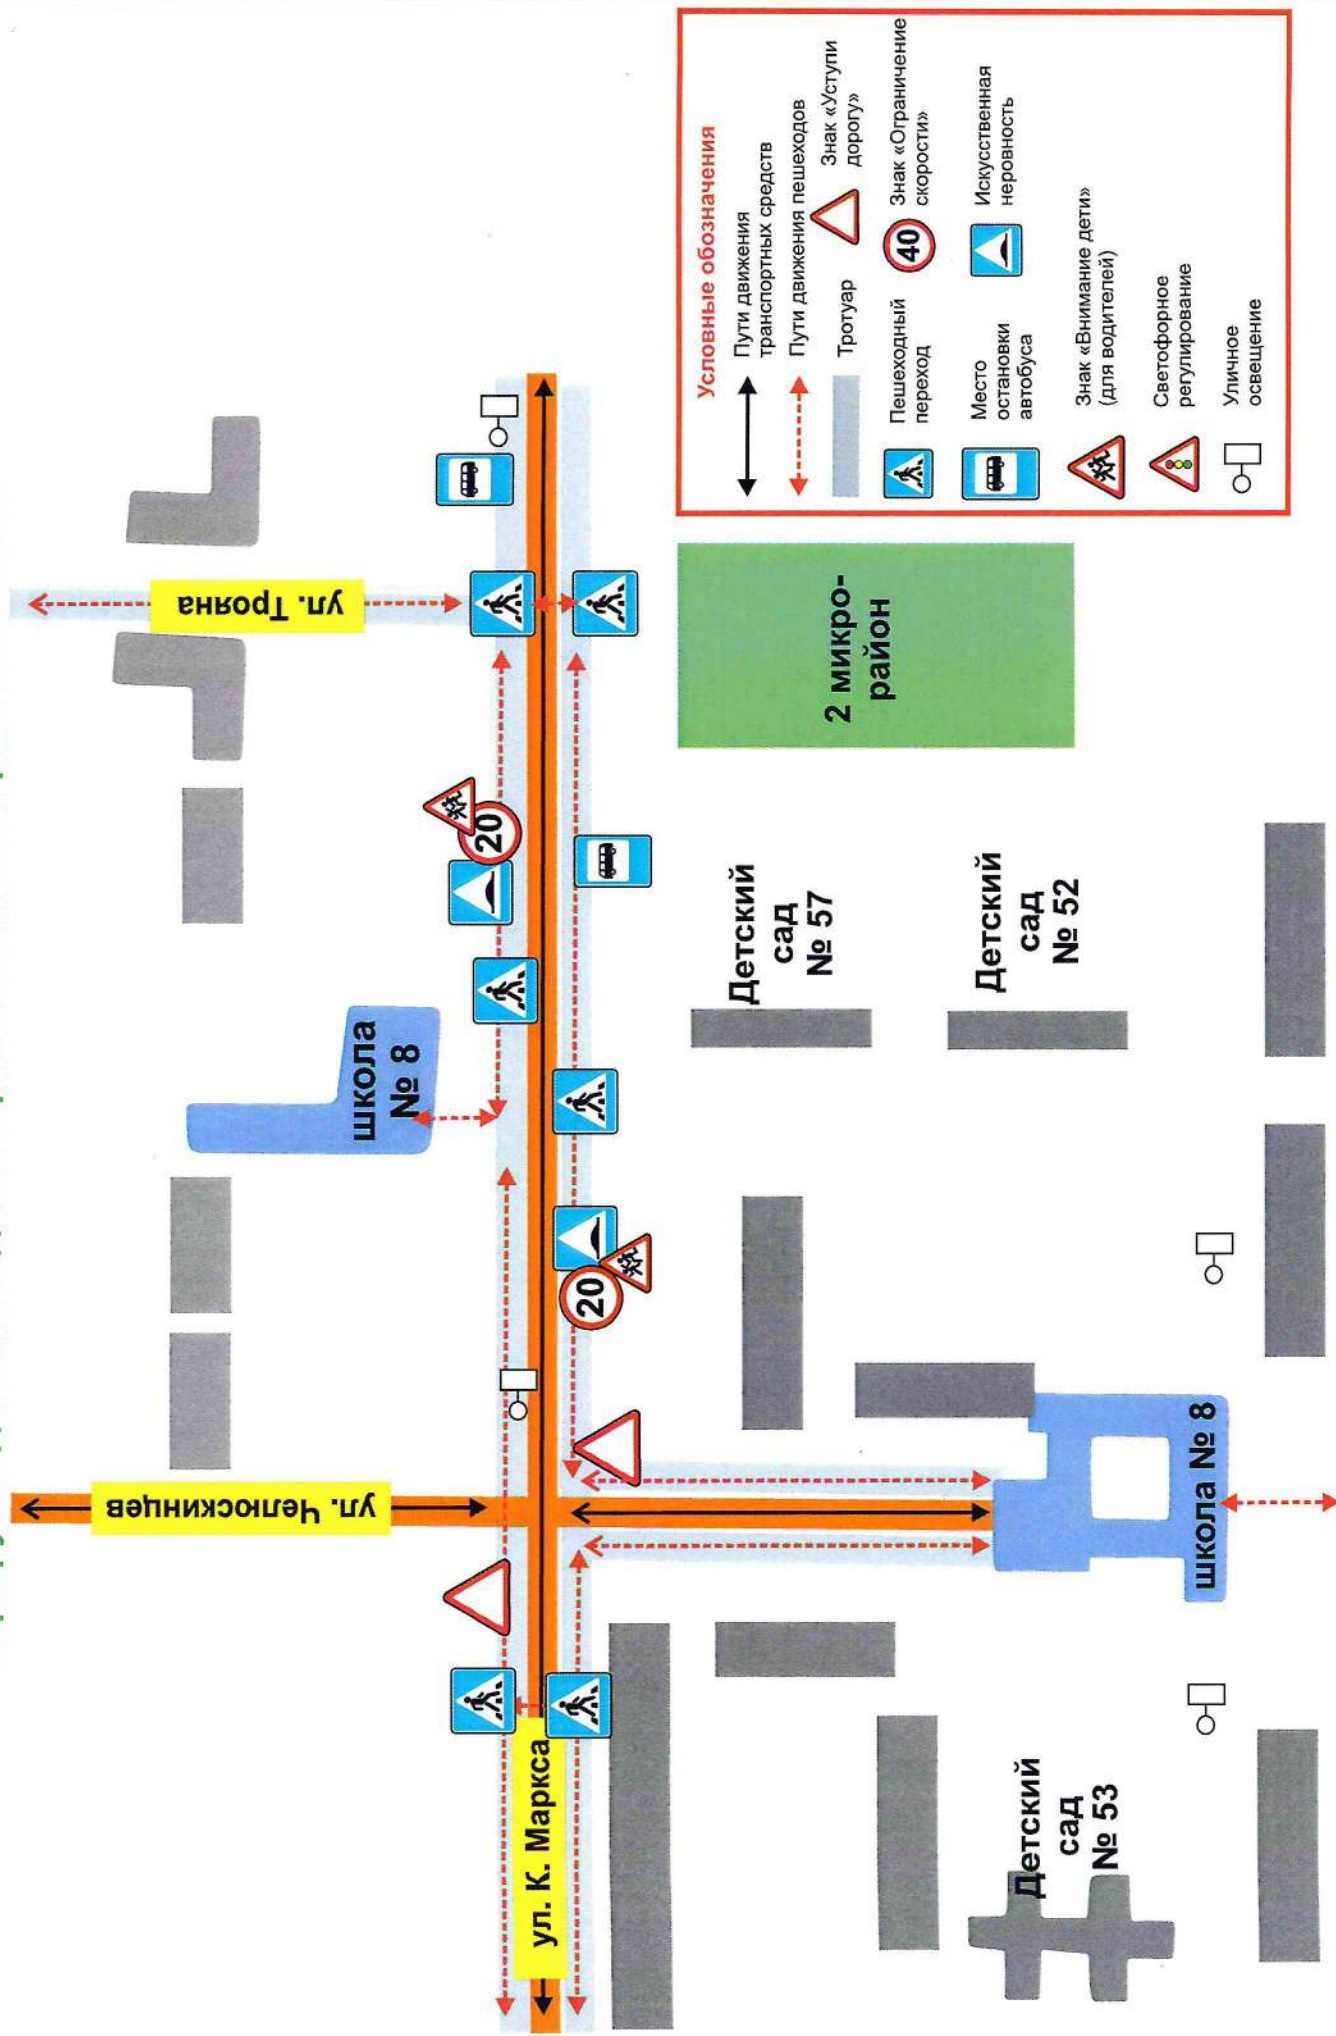 ул. Трояна
ул. Челюскинцев
ул. К. Маркса
школа
№ 8
20
20
школа № 8
Детский
сад
№ 57
Детский
сад
№ 52
Детский
сад
№ 53
2 микро-
район
Условные обозначения
Пути движения
транспортных средств
Пути движения пешеходов
Тротуар
Знак «Уступи
дорогу»
Пешеходный
переход
40
Знак «Ограничение
скорости»
Место
остановки
автобуса
Искусственная
неровность
Знак «Внимание дети»
(для водителей)
Светофорное
регулирование
Уличное
освещение